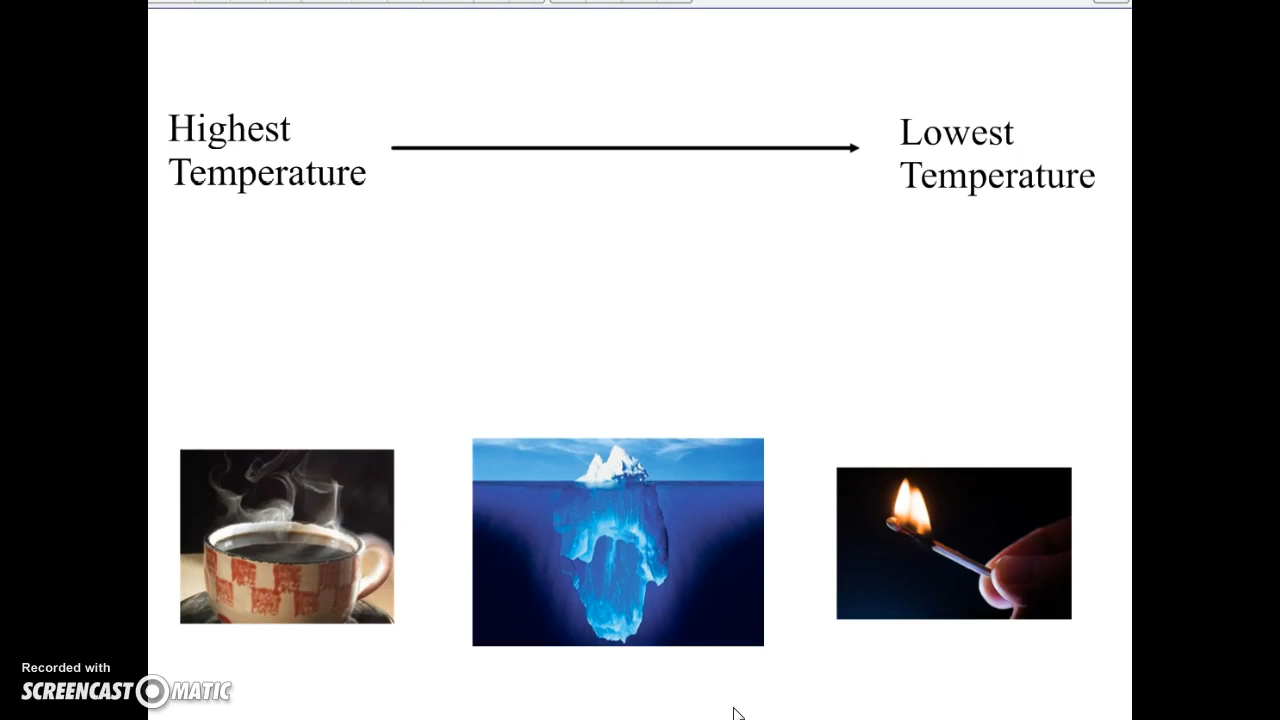 Highest
Temperature
Lowest
Temperature
Recorded with
SCREENCAST MATIC